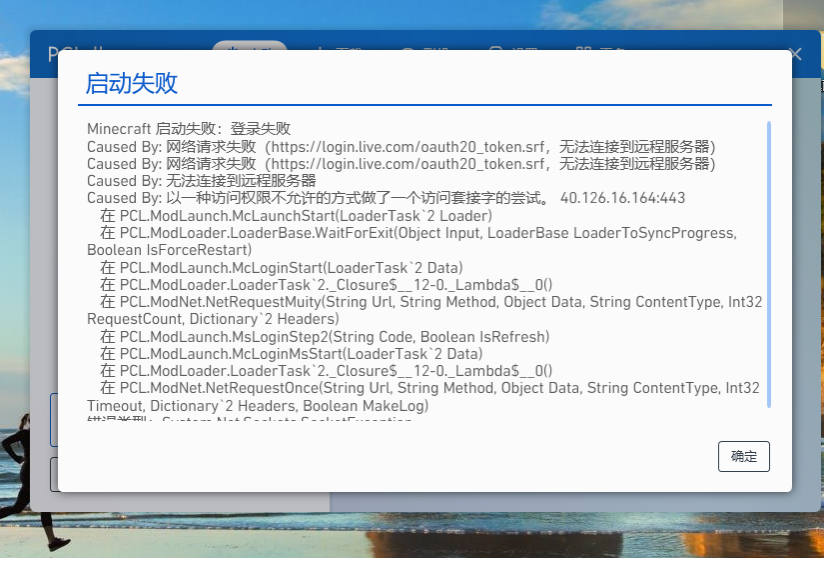 启动失败
Minecraft 启动失败：登录失败
Caused By: 网络请求失败（https://login.live.com/oauth20_token.srf，无法连接到远程服务器）
Caused By: 网络请求失败（https://login.live.com/oauth20_token.srf，无法连接到远程服务器）
Caused By: 无法连接到远程服务器
Caused By: 以一种访问权限不允许的方式做了一个访问套接字的尝试。 40.126.16.164:443
在 PCL.ModLaunch.McLaunchStart(LoaderTask`2 Loader)
在 PCL.ModLoader.LoaderBase.WaitForExit(Object Input, LoaderBase LoaderToSyncProgress,
Boolean IsForceRestart)
在 PCL.ModLaunch.McLoginStart(LoaderTask`2 Data)
在 PCL.ModLoader.LoaderTask`2._Closure$__12-0._Lambda$__0()
在 PCL.ModNet.NetRequestMuity(String Url, String Method, Object Data, String ContentType, Int32
RequestCount, Dictionary`2 Headers)
在 PCL.ModLaunch.MsLoginStep2(String Code, Boolean IsRefresh)
在 PCL.ModLaunch.McLoginMsStart(LoaderTask`2 Data)
在 PCL.ModLoader.LoaderTask`2._Closure$__12-0._Lambda$__0()
在 PCL.ModNet.NetRequestOnce(String Url, String Method, Object Data, String ContentType, Int32
Timeout, Dictionary`2 Headers, Boolean MakeLog)
错误类型：System.Net.Sockets.SocketException
确定